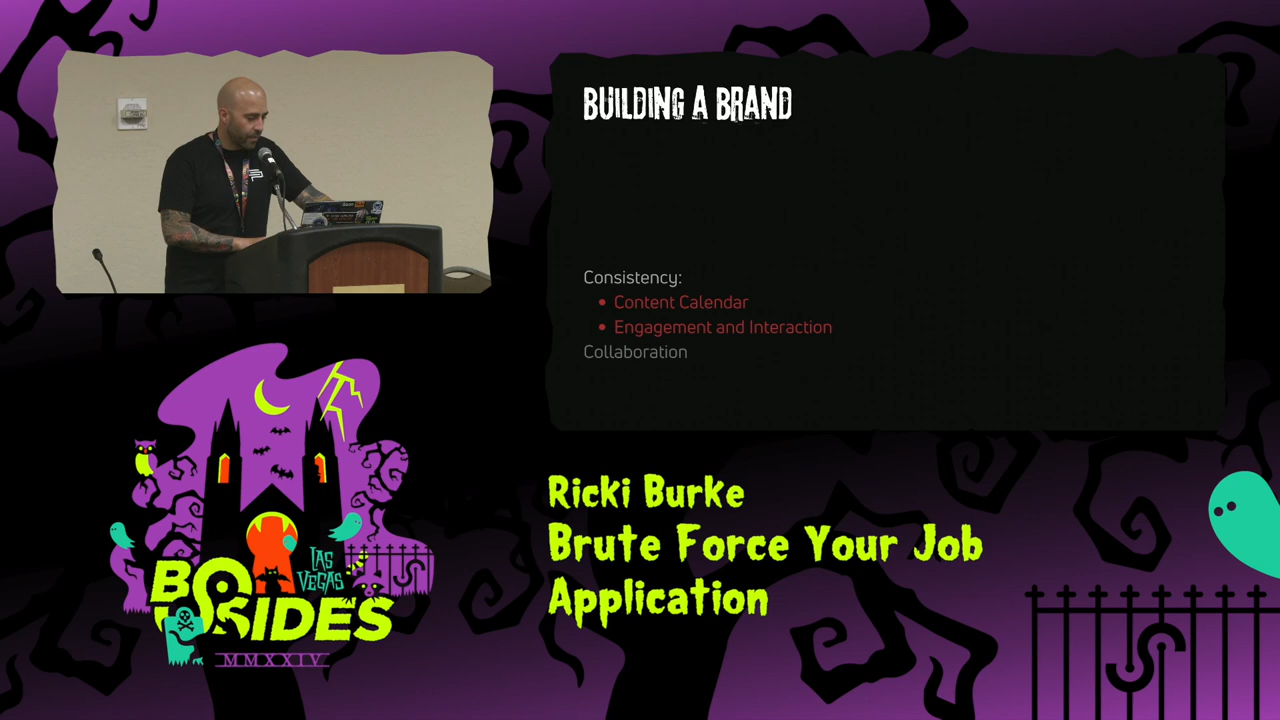 BUILDING A BRAND
Consistency:
• Content Calendar
• Engagement and Interaction
Collaboration
Ricki Burke
Brute Force Your Job
Application
LAS
VEGAS
BSIDES
MMXXIV